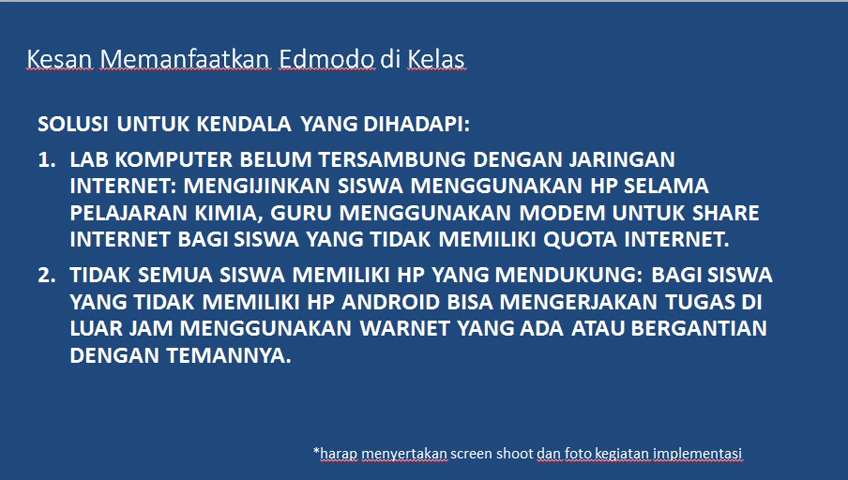 Kesan Memanfaatkan Edmodo di Kelas
SOLUSI UNTUK KENDALA YANG DIHADAPI:
1. LAB KOMPUTER BELUM TERSAMBUNG DENGAN JARINGAN
INTERNET: MENGIJINKAN SISWA MENGGUNAKAN HP SELAMA
PELAJARAN KIMIA, GURU MENGGUNAKAN MODEM UNTUK SHARE
INTERNET BAGI SISWA YANG TIDAK MEMILIKI QUOTA INTERNET.
2. TIDAK SEMUA SISWA MEMILIKI HP YANG MENDUKUNG: BAGI SISWA
YANG TIDAK MEMILIKI HP ANDROID BISA MENGERJAKAN TUGAS DI
LUAR JAM MENGGUNAKAN WARNET YANG ADA ATAU BERGANTIAN
DENGAN TEMANNYA.
*harap menyertakan screen shoot dan foto kegiatan implementasi